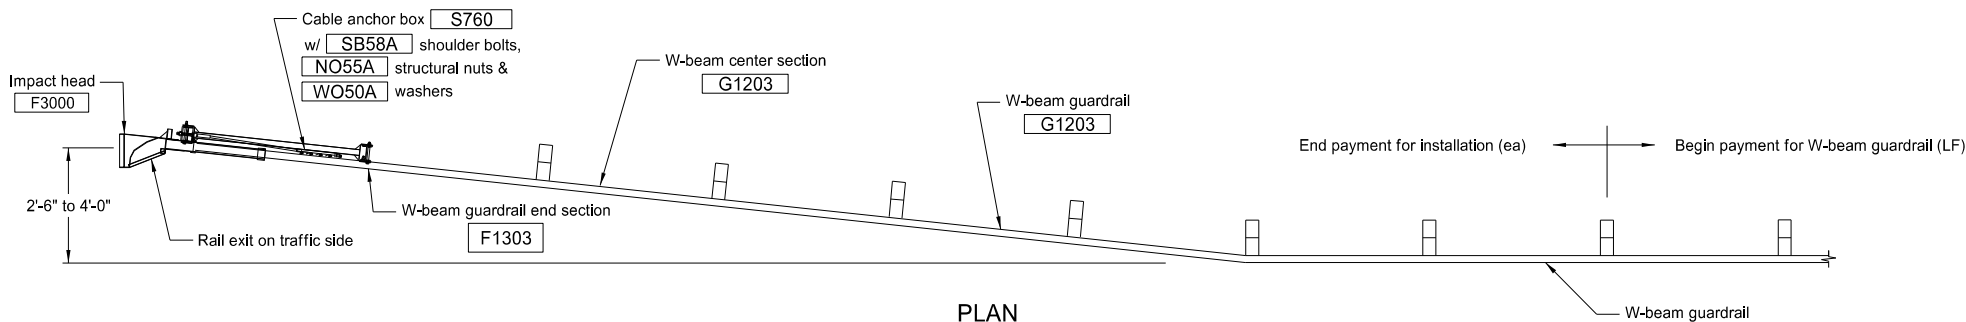 Cable anchor box S760
w/ SB58A shoulder bolts,
NO55A structural nuts &
WO50A washers
Impact head
F3000
W-beam center section
G1203
W-beam guardrail
G1203
End payment for installation (ea)
Begin payment for W-beam guardrail (LF)
2'-6" to 4'-0"
W-beam guardrail end section
F1303
Rail exit on traffic side
W-beam guardrail
PLAN